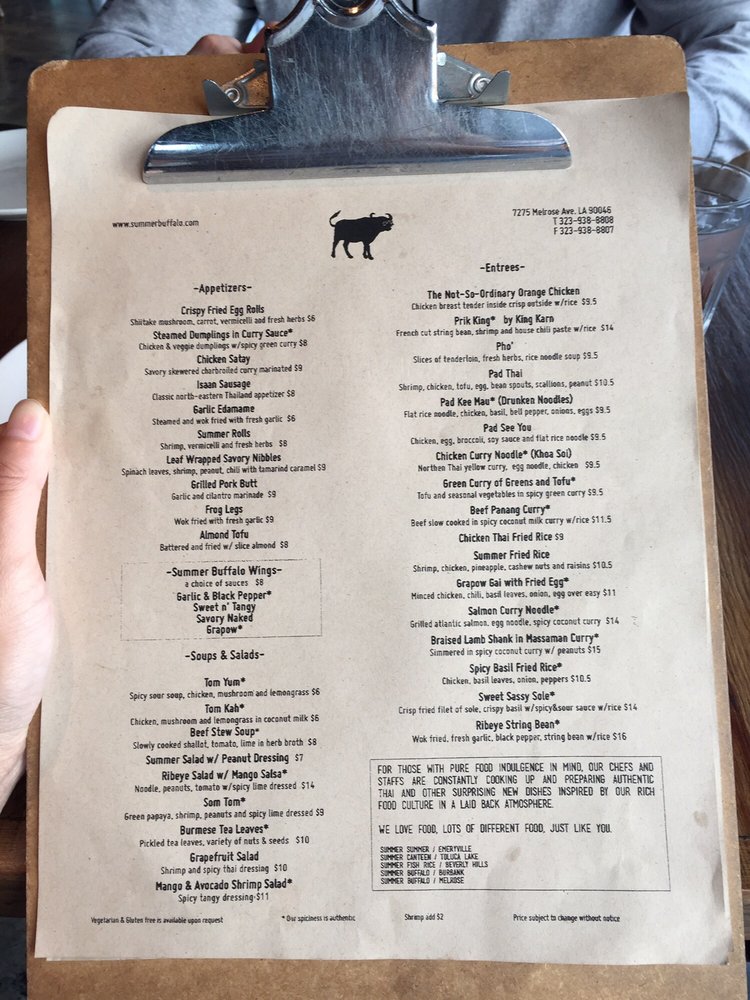 www.summerbuffalo.com
7275 Melrose Ave. LA 90046
T 323-938-8808
F 323-938-8807
-Appetizers-
Crispy Fried Egg Rolls
Shiitake mushroom, carrot, vermicelli and fresh herbs $6
Steamed Dumplings in Curry Sauce*
Chicken & veggie dumplings w/spicy green curry $8
Chicken Satay
Savory skewered charbroiled curry marinated $9
Isaan Sausage
Classic north-eastern Thailand appetizer $8
Garlic Edamame
Steamed and wok fried with fresh garlic $6
Summer Rolls
Shrimp, vermicelli and fresh herbs $8
Leaf Wrapped Savory Nibbles
Spinach leaves, shrimp, peanut, chili with tamarind caramel $9
Grilled Pork Butt
Garlic and cilantro marinade $9
Frog Legs
Wok fried with fresh garlic $9
Almond Tofu
Battered and fried w/ slice almond $8
-Summer Buffalo Wings-
a choice of sauces $8
Garlic & Black Pepper*
Sweet n' Tangy
Savory Naked
Grapow*
-Soups & Salads-
Tom Yum*
Spicy sour soup, chicken, mushroom and lemongrass $6
Tom Kah*
Chicken, mushroom and lemongrass in coconut milk $6
Beef Stew Soup*
Slowly cooked shallot, tomato, lime in herb broth $8
Summer Salad w/ Peanut Dressing $7
Ribeye Salad w/ Mango Salsa*
Noodle, peanuts, tomato w/spicy lime dressed $14
Som Tom*
Green papaya, shrimp, peanuts and spicy lime dressed $9
Burmese Tea Leaves*
Pickled tea leaves, variety of nuts & seeds $10
Grapefruit Salad
Shrimp and spicy thai dressing $10
Mango & Avocado Shrimp Salad*
Spicy tangy dressing-$11
-Entrees-
The Not-So-Ordinary Orange Chicken
Chicken breast tender inside crisp outside w/rice $9.5
Prik King* by King Karn
French cut string bean, shrimp and house chili paste w/rice $14
Pho'
Slices of tenderloin, fresh herbs, rice noodle soup $9.5
Pad Thai
Shrimp, chicken, tofu, egg, bean spouts, scallions, peanut $10.5
Pad Kee Mau* (Drunken Noodles)
Flat rice noodle, chicken, basil, bell pepper, onions, eggs $9.5
Pad See You
Chicken, egg, broccoli, soy sauce and flat rice noodle $9.5
Chicken Curry Noodle* (Khoa Soi)
Northen Thai yellow curry, egg noodle, chicken $9.5
Green Curry of Greens and Tofu*
Tofu and seasonal vegetables in spicy green curry $9.5
Beef Panang Curry*
Beef slow cooked in spicy coconut milk curry w/rice $11.5
Chicken Thai Fried Rice $9
Summer Fried Rice
Shrimp, chicken, pineapple, cashew nuts and raisins $10.5
Grapow Gai with Fried Egg*
Minced chicken, chili, basil leaves, onion, egg over easy $11
Salmon Curry Noodle*
Grilled atlantic salmon, egg noodle, spicy coconut curry $14
Braised Lamb Shank in Massaman Curry*
Simmered in spicy coconut curry w/ peanuts $15
Spicy Basil Fried Rice*
Chicken, basil leaves, onion, peppers $10.5
Sweet Sassy Sole*
Crisp fried filet of sole, crispy basil w/spicy&sour sauce w/rice $14
Ribeye String Bean*
Wok fried, fresh garlic, black pepper, string bean w/rice $16
FOR THOSE WITH PURE FOOD INDULGENCE IN MIND, OUR CHEFS AND
STAFFS ARE CONSTANTLY COOKING UP AND PREPARING AUTHENTIC
THAI AND OTHER SURPRISING NEW DISHES INSPIRED BY OUR RICH
FOOD CULTURE IN A LAID BACK ATMOSPHERE.
WE LOVE FOOD, LOTS OF DIFFERENT FOOD, JUST LIKE YOU.
SUMMER SUMMER / EMERYVILLE
SUMMER CANTEEN / TOLUCA LAKE
SUMMER FISH RICE / BEVERLY HILLS
SUMMER BUFFALO / BURBANK
SUMMER BUFFALO / MELROSE
Vegetarian & Gluten free is available upon request
* Our spiciness is authentic
Shrimp add $2
Price subject to change without notice